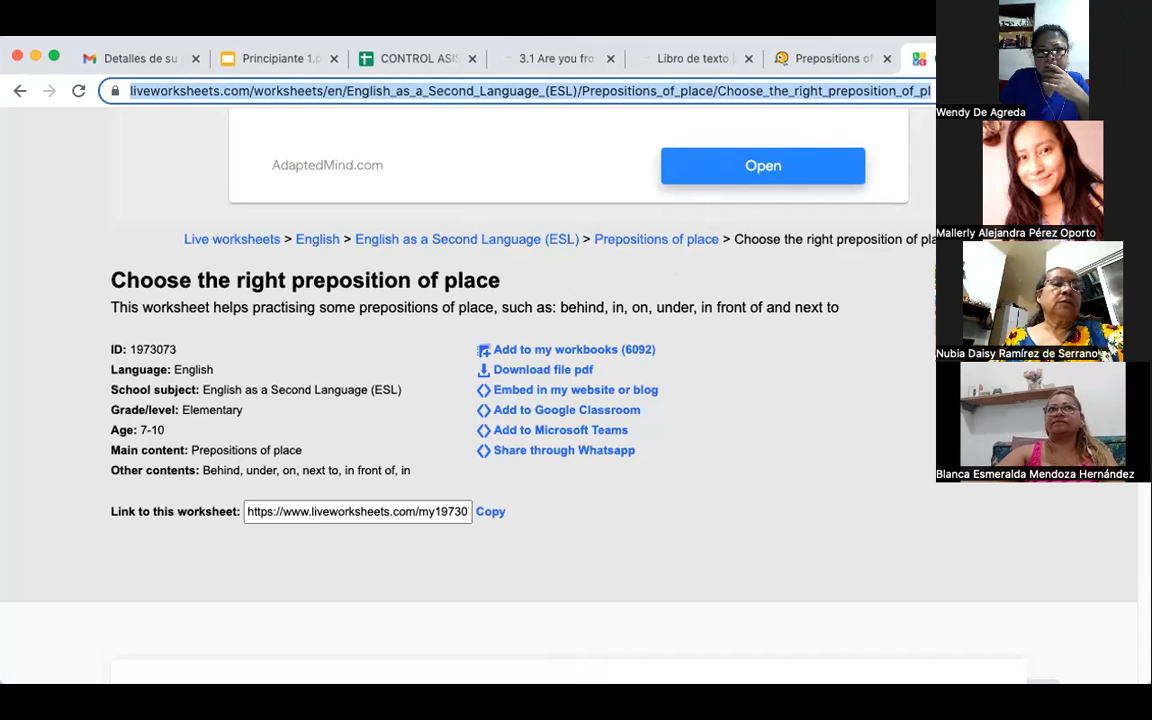 Detalles de su
Principiante 1.p
CONTROL ASIS
3.1 Are you fro
Libro de texto
Prepositions of
liveworksheets.com/worksheets/en/English_as_a_Second_Language_(ESL)/Prepositions_of_place/Choose_the_right_preposition_of_pl
Wendy De Agreda
AdaptedMind.com
Open
Mallerly Alejandra Pérez Oporto
Live worksheets > English > English as a Second Language (ESL) > Prepositions of place > Choose the right preposition of pla
Choose the right preposition of place
This worksheet helps practising some prepositions of place, such as: behind, in, on, under, in front of and next to
ID: 1973073
Language: English
School subject: English as a Second Language (ESL)
Grade/level: Elementary
Age: 7-10
Main content: Prepositions of place
Other contents: Behind, under, on, next to, in front of, in
Add to my workbooks (6092)
Download file pdf
Embed in my website or blog
Add to Google Classroom
Add to Microsoft Teams
Share through Whatsapp
Nubia Daisy Ramírez de Serrano
Blanca Esmeralda Mendoza Hernández
Link to this worksheet: https://www.liveworksheets.com/my19730 Copy